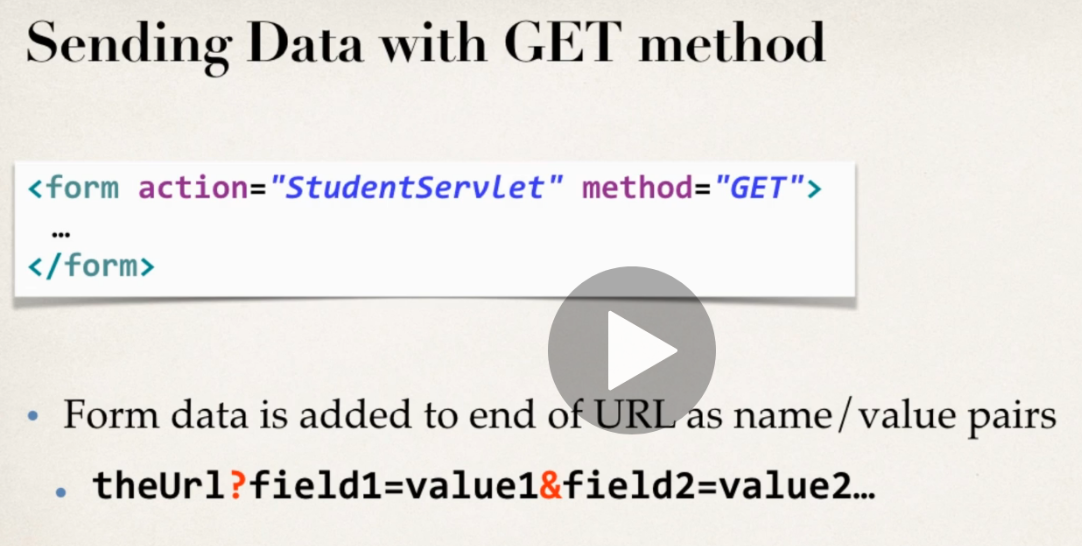 Sending Data with GET method
<form action="StudentServlet" method="GET">
…
</form>
• Form data is added to end of URL as name/value pairs
• theUrl?field1=value1&field2=value2…